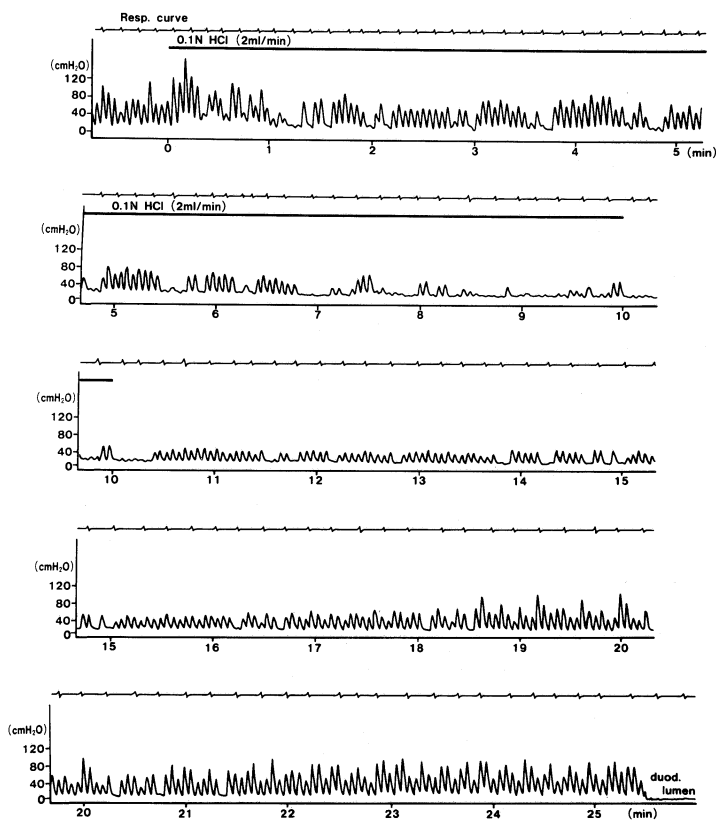 Resp. curve
0.1N HCl (2ml/min)
(cmH₂O)
120
80
40
0
0 1 2 3 4 5 (min)
0.1N HCl (2ml/min)
(cmH₂O)
120
80
40
0
5 6 7 8 9 10
(cmH₂O)
120
80
40
0
10 11 12 13 14 15
(cmH₂O)
120
80
40
0
15 16 17 18 19 20
(cmH₂O)
120
80
40
0
duod.
lumen
20 21 22 23 24 25 (min)